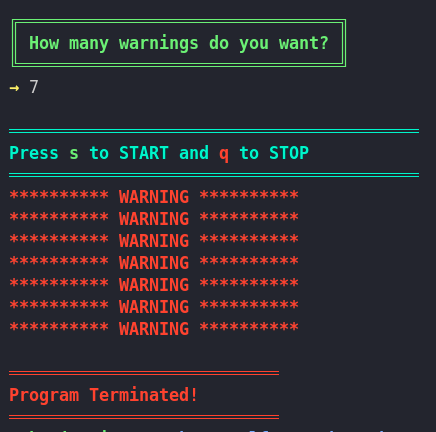 How many warnings do you want?
→ 7
Press s to START and q to STOP
********** WARNING **********
********** WARNING **********
********** WARNING **********
********** WARNING **********
********** WARNING **********
********** WARNING **********
********** WARNING **********
Program Terminated!